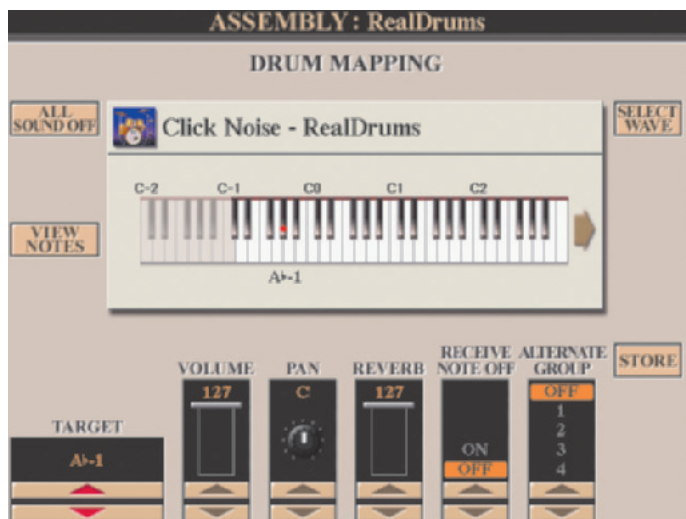 ASSEMBLY : RealDrums
DRUM MAPPING
ALL
SOUND OFF
Click Noise - RealDrums
SELECT
WAVE
C-2 C-1 C0 C1 C2
VIEW
NOTES
A♭-1
STORE
VOLUME
127
PAN
C
REVERB
127
RECEIVE
NOTE OFF
ON
OFF
ALTERNATE
GROUP
OFF
1
2
3
4
TARGET
A♭-1